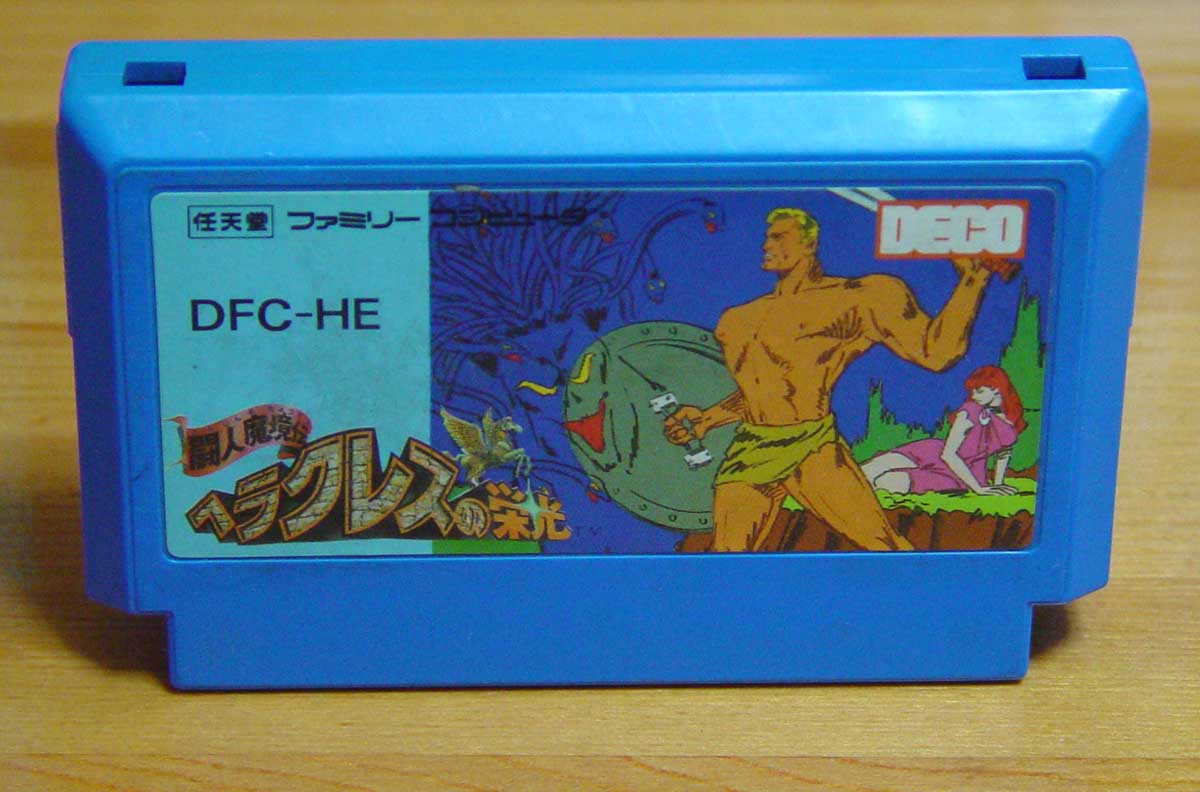 任天堂 ファミリー コンピュータ
DECO
DFC-HE
闘人魔境伝
ヘラクレスの栄光
TM